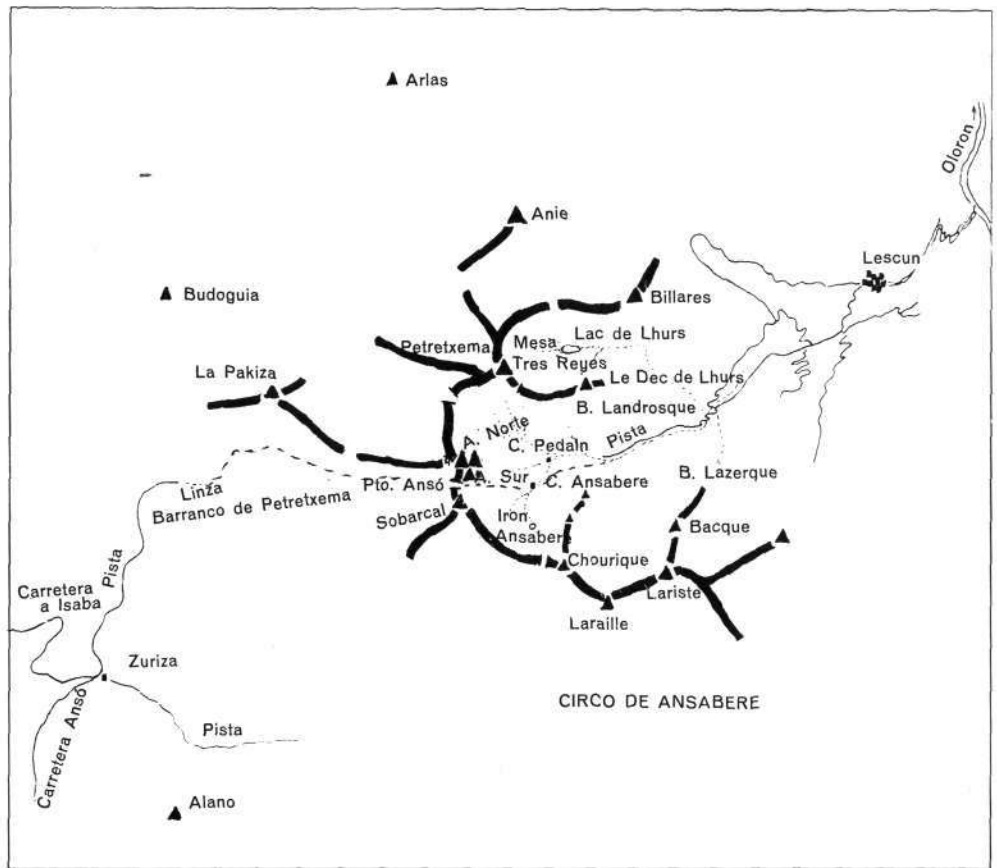 Arlas
Oloron
Anie
Lescun
Budoguia
Billares
Mesa
Lac de Lhurs
Petretxema
Tres Reyes
La Pakiza
Le Dec de Lhurs
B. Landrosque
A. Norte
C. Pedain
Pista
B. Lazerque
Linza
Pto. Ansó
A. Sur
C. Ansabere
Barranco de Petretxema
Sobarcal
Iron
Ansabere
Bacque
Pista
Chourique
Carretera
a Isaba
Lariste
Laraille
Zuriza
CIRCO DE ANSABERE
Carretera Ansó
Pista
Alano